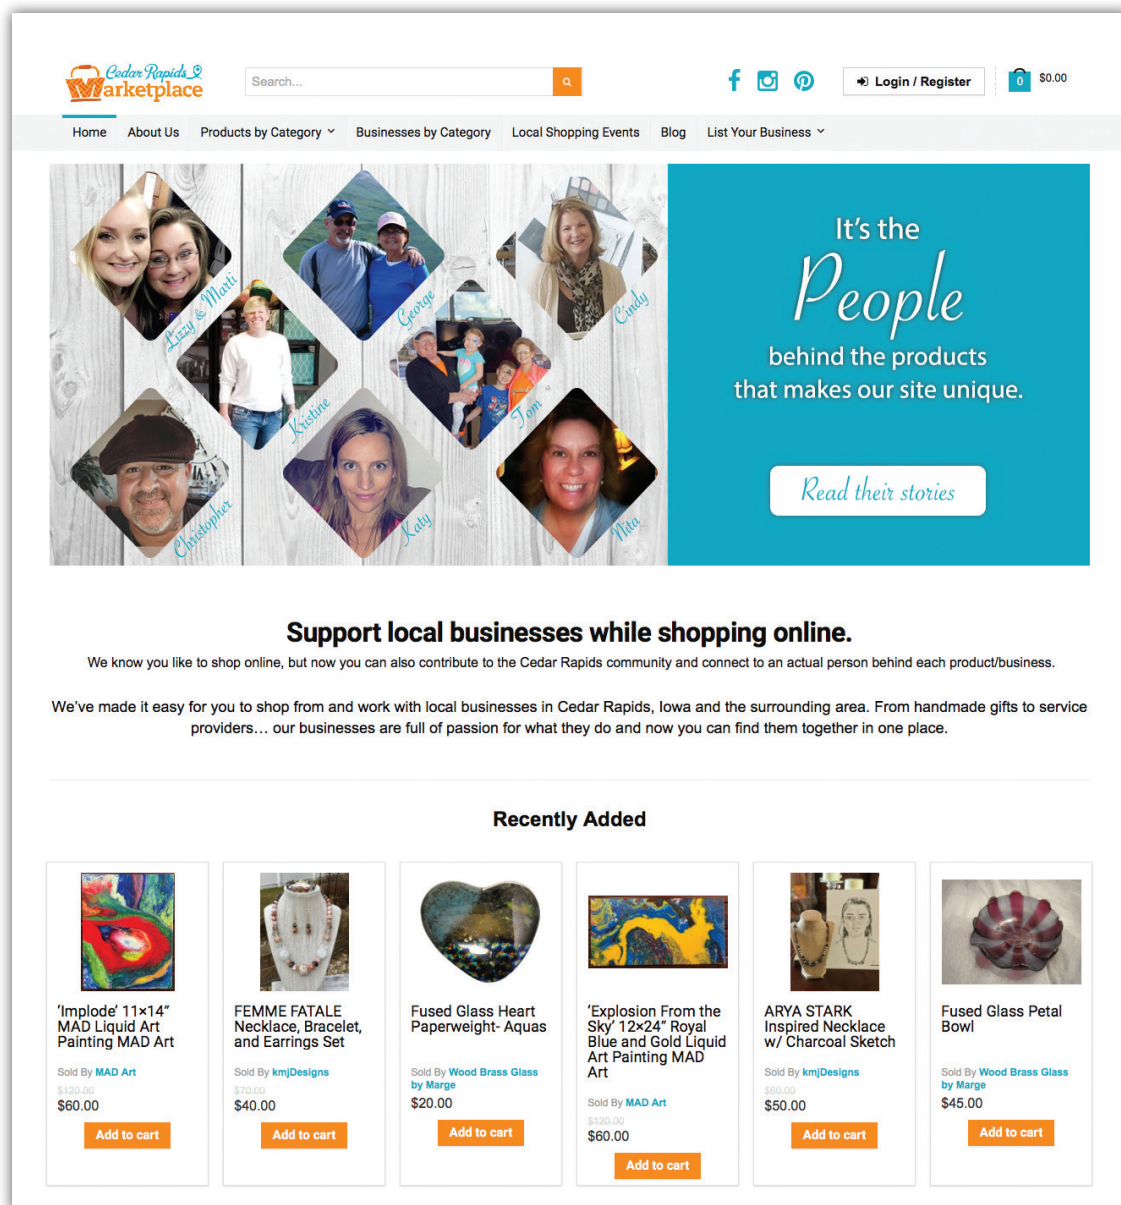 Cedar Rapids
Marketplace
Search...
Login / Register
0
$0.00
Home
About Us
Products by Category
Businesses by Category
Local Shopping Events
Blog
List Your Business
Lizzy & Marti
George
Cindy
Kristine
Tom
Christopher
Katy
Nita
It's the
People
behind the products
that makes our site unique.
Read their stories
Support local businesses while shopping online.
We know you like to shop online, but now you can also contribute to the Cedar Rapids community and connect to an actual person behind each product/business.
We've made it easy for you to shop from and work with local businesses in Cedar Rapids, Iowa and the surrounding area. From handmade gifts to service
providers… our businesses are full of passion for what they do and now you can find them together in one place.
Recently Added
'Implode' 11×14"
MAD Liquid Art
Painting MAD Art
Sold By MAD Art
$120.00
$60.00
Add to cart
FEMME FATALE
Necklace, Bracelet,
and Earrings Set
Sold By kmjDesigns
$70.00
$40.00
Add to cart
Fused Glass Heart
Paperweight- Aquas
Sold By Wood Brass Glass
by Marge
$20.00
Add to cart
'Explosion From the
Sky' 12×24" Royal
Blue and Gold Liquid
Art Painting MAD
Art
Sold By MAD Art
$120.00
$60.00
Add to cart
ARYA STARK
Inspired Necklace
w/ Charcoal Sketch
Sold By kmjDesigns
$60.00
$50.00
Add to cart
Fused Glass Petal
Bowl
Sold By Wood Brass Glass
by Marge
$45.00
Add to cart